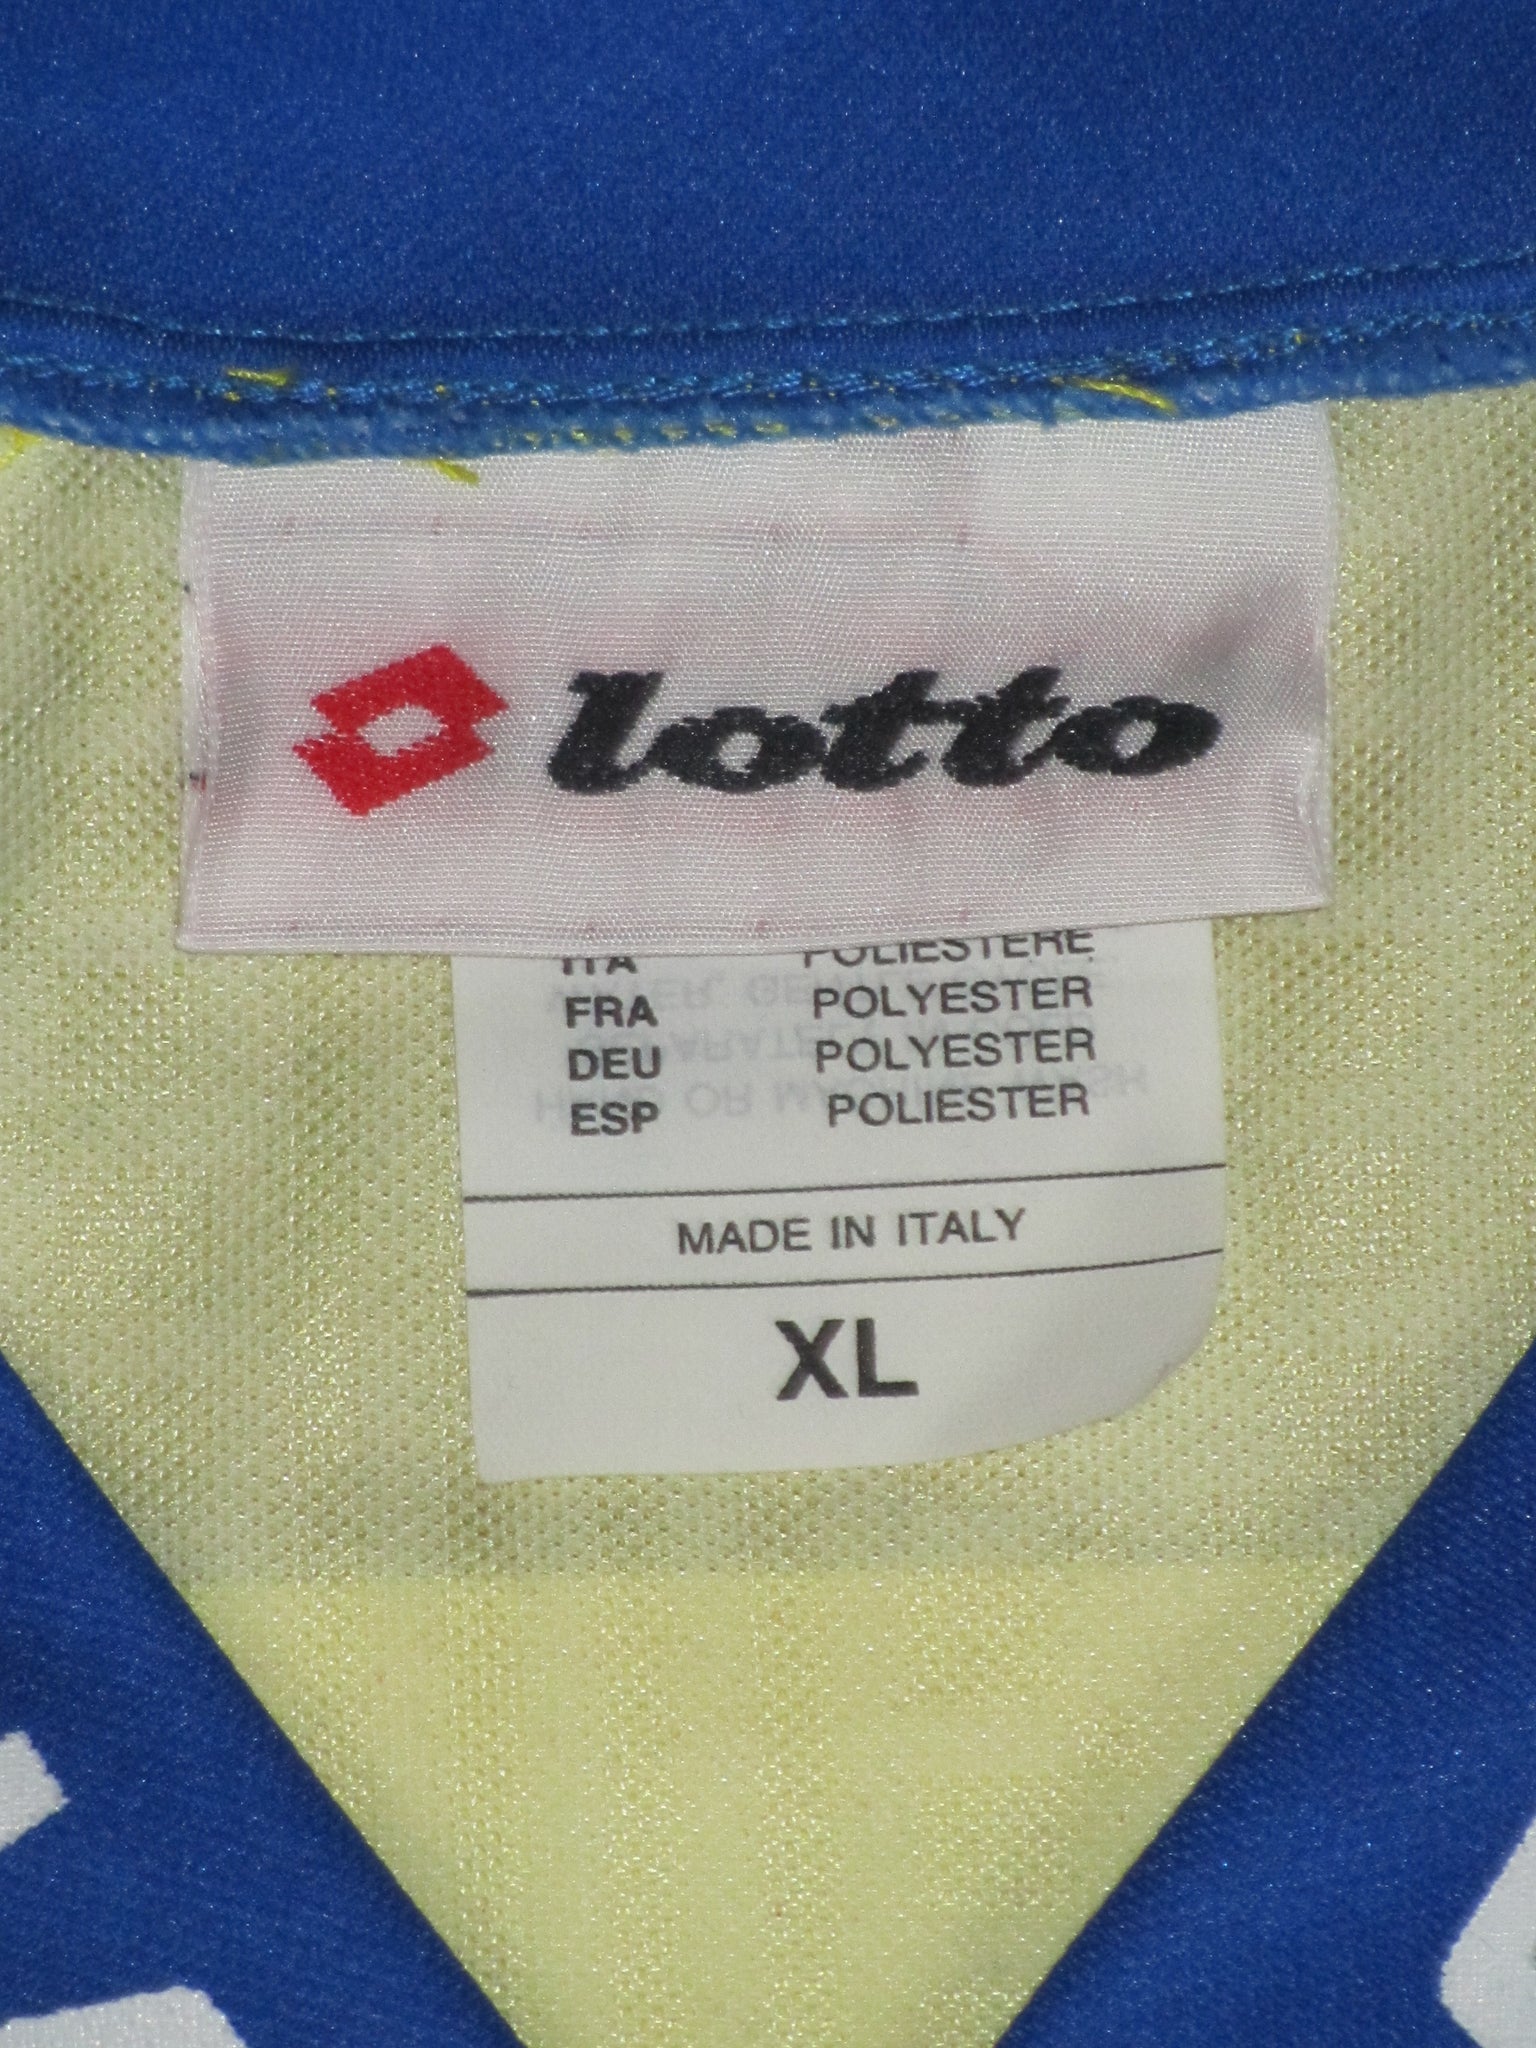 lotto
ITA POLIESTERE
FRA POLYESTER
DEU POLYESTER
ESP POLIESTER
MADE IN ITALY
XL